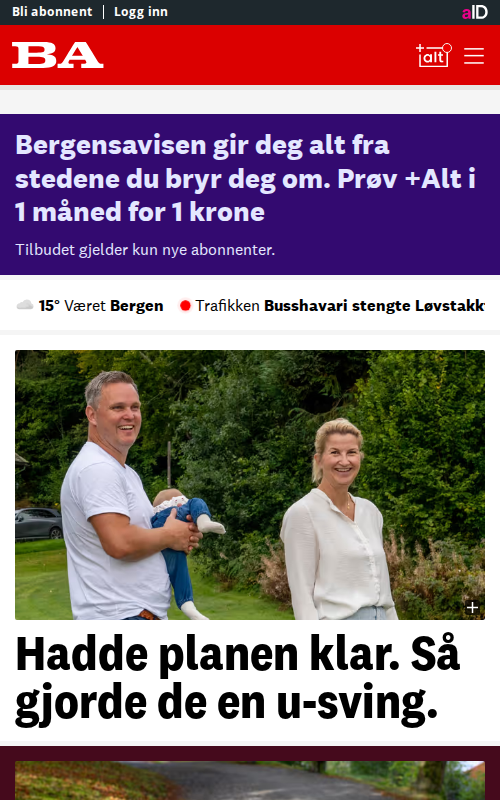 Bli abonnent | Logg inn
aID
BA
+alt
Bergensavisen gir deg alt fra
stedene du bryr deg om. Prøv +Alt i
1 måned for 1 krone
Tilbudet gjelder kun nye abonnenter.
15° Været Bergen Trafikken Busshavari stengte Løvstakk
Hadde planen klar. Så
gjorde de en u-sving.